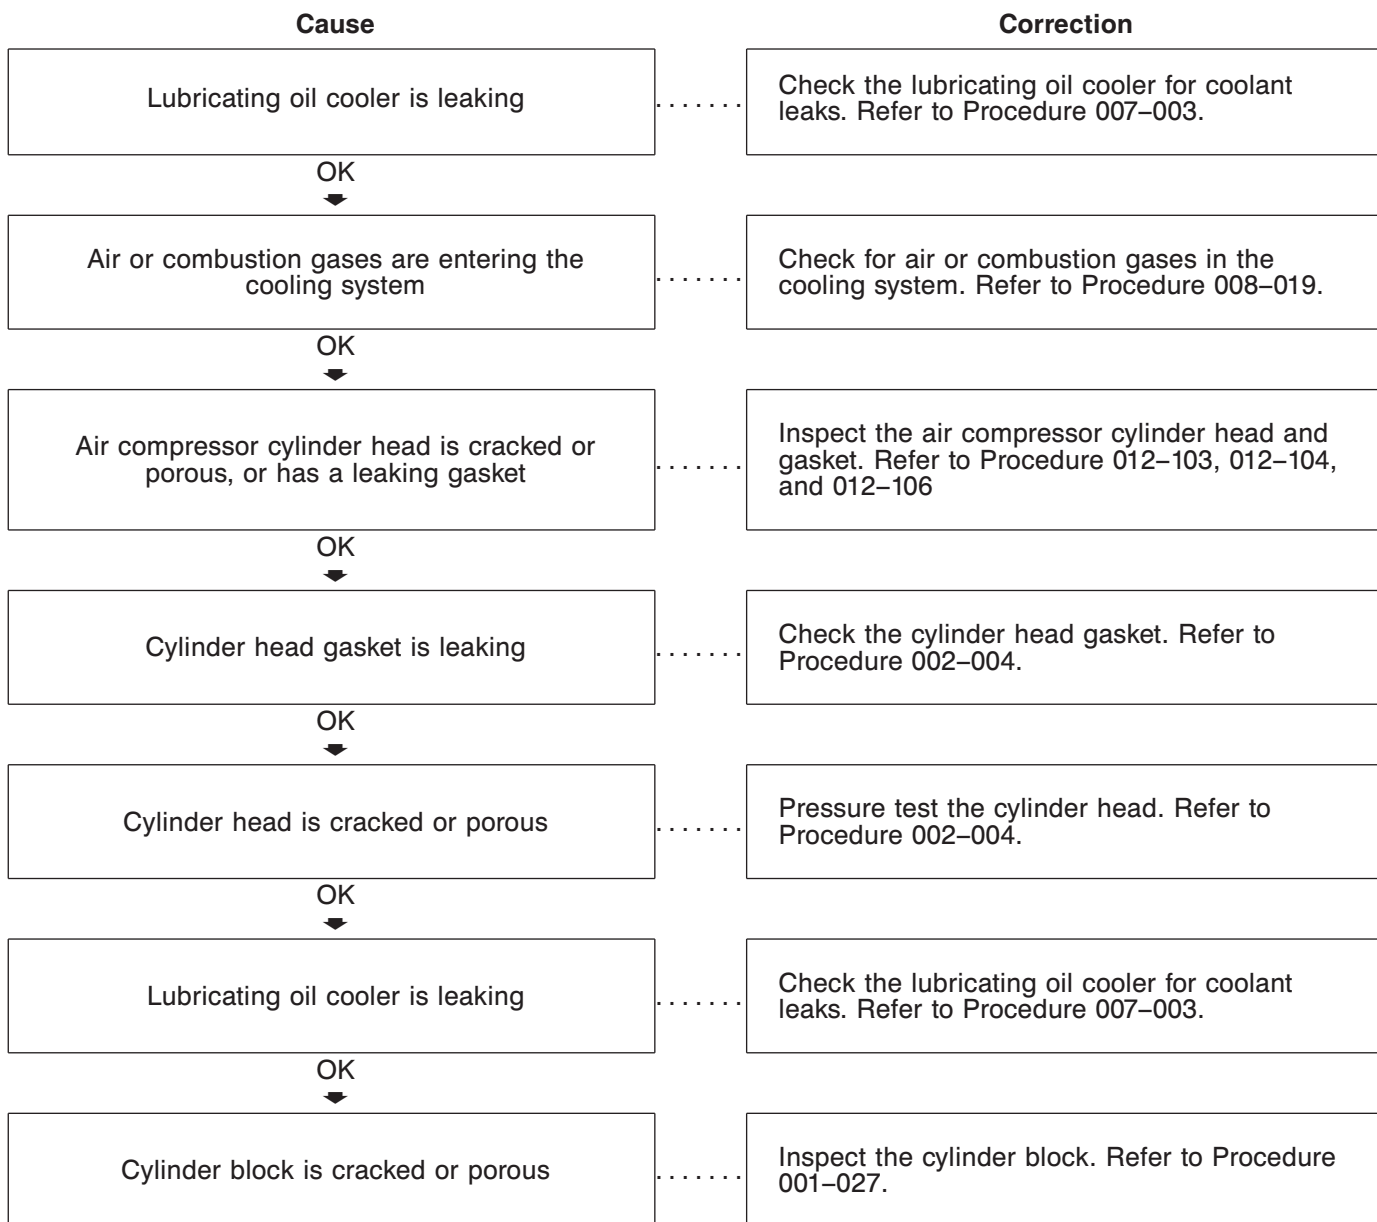 Cause
Correction
Lubricating oil cooler is leaking
.......
Check the lubricating oil cooler for coolant
leaks. Refer to Procedure 007–003.
OK
Air or combustion gases are entering the
cooling system
.......
Check for air or combustion gases in the
cooling system. Refer to Procedure 008–019.
OK
Air compressor cylinder head is cracked or
porous, or has a leaking gasket
.......
Inspect the air compressor cylinder head and
gasket. Refer to Procedure 012–103, 012–104,
and 012–106
OK
Cylinder head gasket is leaking
.......
Check the cylinder head gasket. Refer to
Procedure 002–004.
OK
Cylinder head is cracked or porous
.......
Pressure test the cylinder head. Refer to
Procedure 002–004.
OK
Lubricating oil cooler is leaking
.......
Check the lubricating oil cooler for coolant
leaks. Refer to Procedure 007–003.
OK
Cylinder block is cracked or porous
.......
Inspect the cylinder block. Refer to Procedure
001–027.